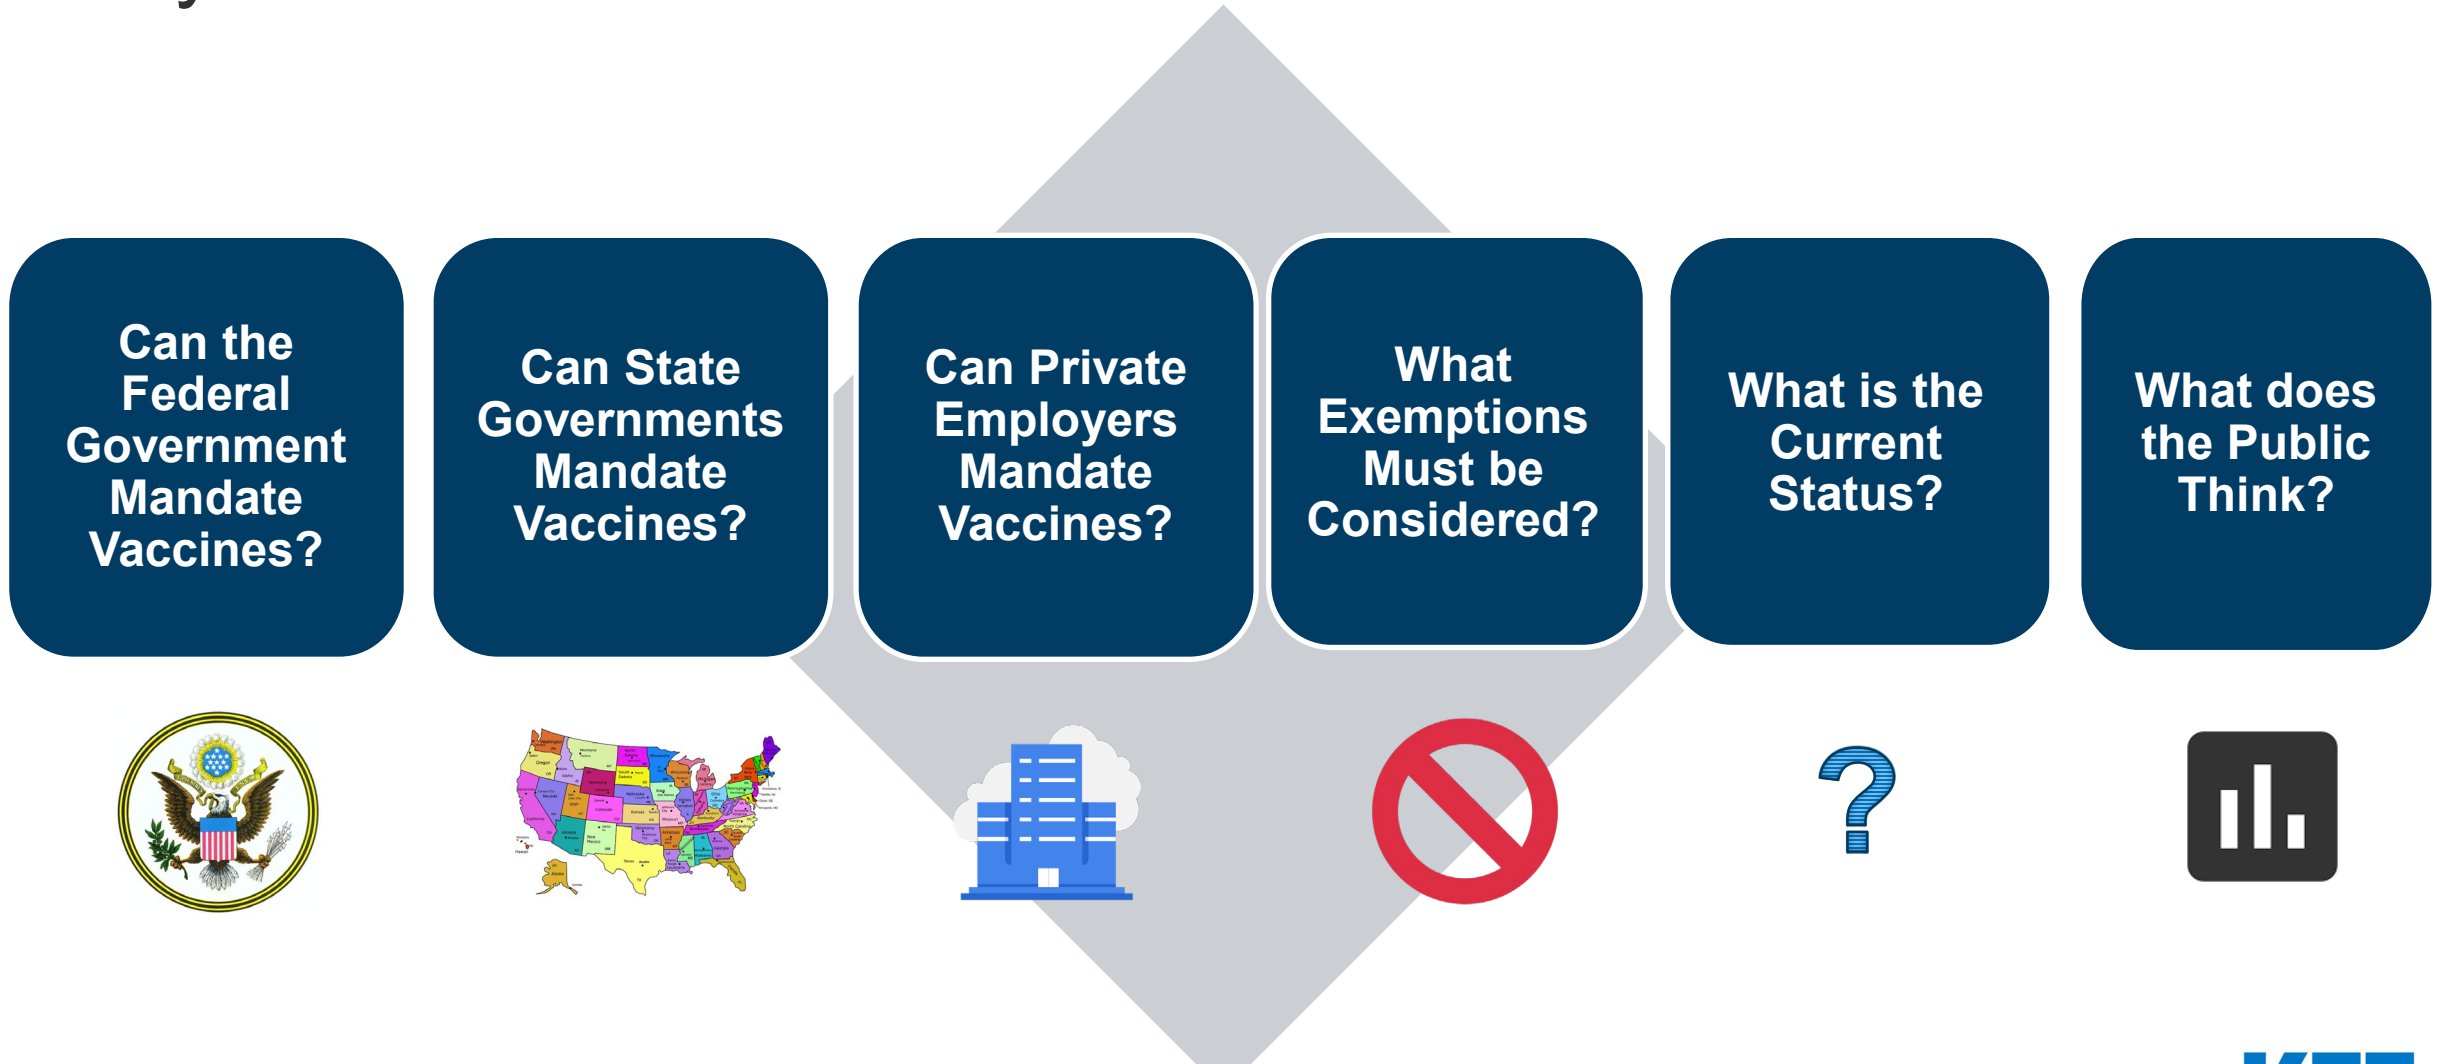 Can the
Federal
Government
Mandate
Vaccines?
Can State
Governments
Mandate
Vaccines?
Can Private
Employers
Mandate
Vaccines?
What
Exemptions
Must be
Considered?
What is the
Current
Status?
What does
the Public
Think?